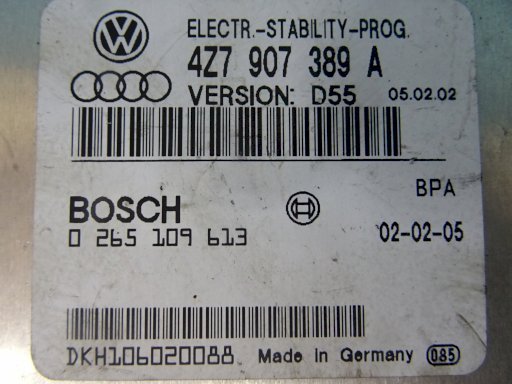 ELECTR.-STABILITY-PROG.
4Z7 907 389 A
VERSION: D55 05.02.02
BPA
BOSCH
0 265 109 613 02-02-05
DKH106020088 Made in Germany 085